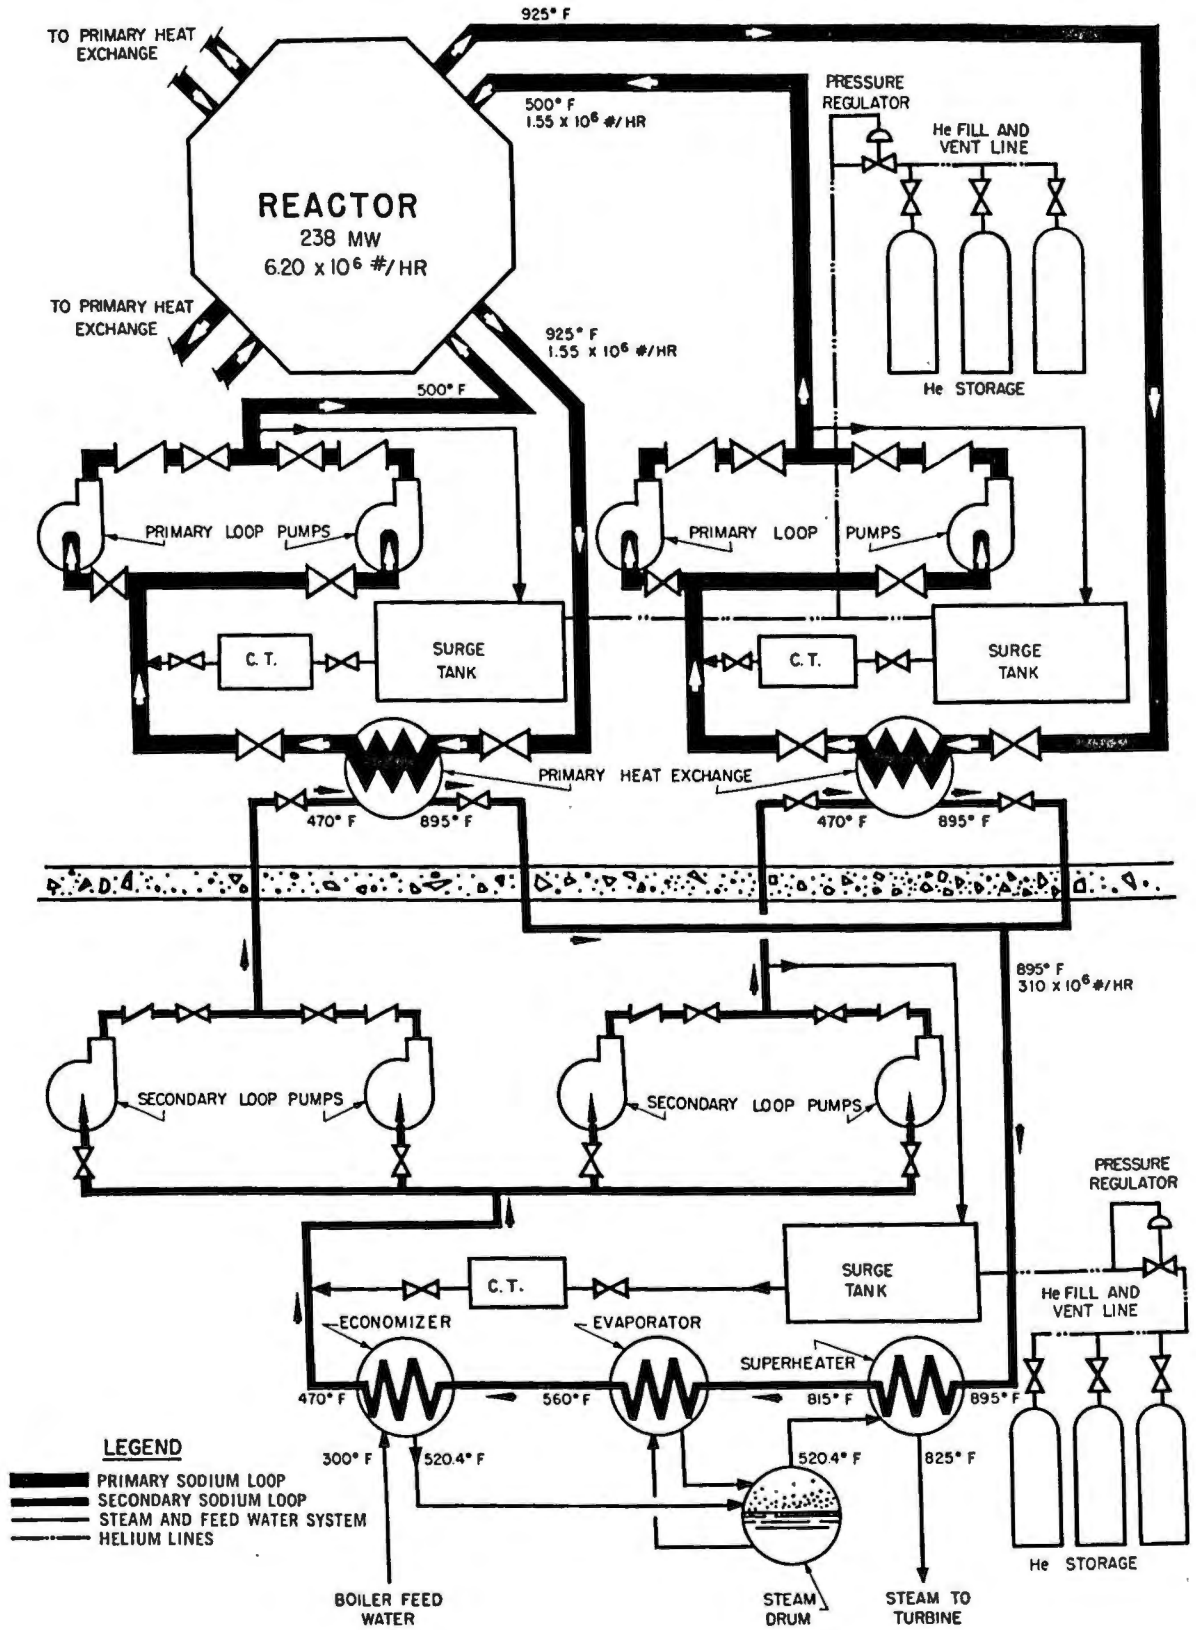 925° F
TO PRIMARY HEAT
EXCHANGE
500° F
1.55 X 10⁶ #/HR
PRESSURE
REGULATOR
He FILL AND
VENT LINE
REACTOR
238 MW
6.20 x 10⁶ #/HR
TO PRIMARY HEAT
EXCHANGE
925° F
1.55 X 10⁶ #/HR
500° F
He STORAGE
PRIMARY LOOP PUMPS
PRIMARY LOOP PUMPS
C. T.
SURGE
TANK
C.T.
SURGE
TANK
PRIMARY HEAT EXCHANGE
470° F
895° F
470° F
895° F
895° F
310 X 10⁶ #/HR
SECONDARY LOOP PUMPS
SECONDARY LOOP PUMPS
PRESSURE
REGULATOR
C.T.
SURGE
TANK
He FILL AND
VENT LINE
ECONOMIZER
EVAPORATOR
SUPERHEATER
470° F
560° F
815° F
895° F
300° F
520.4° F
520.4° F
825° F
LEGEND
PRIMARY SODIUM LOOP
SECONDARY SODIUM LOOP
STEAM AND FEED WATER SYSTEM
HELIUM LINES
He STORAGE
BOILER FEED
WATER
STEAM
DRUM
STEAM TO
TURBINE